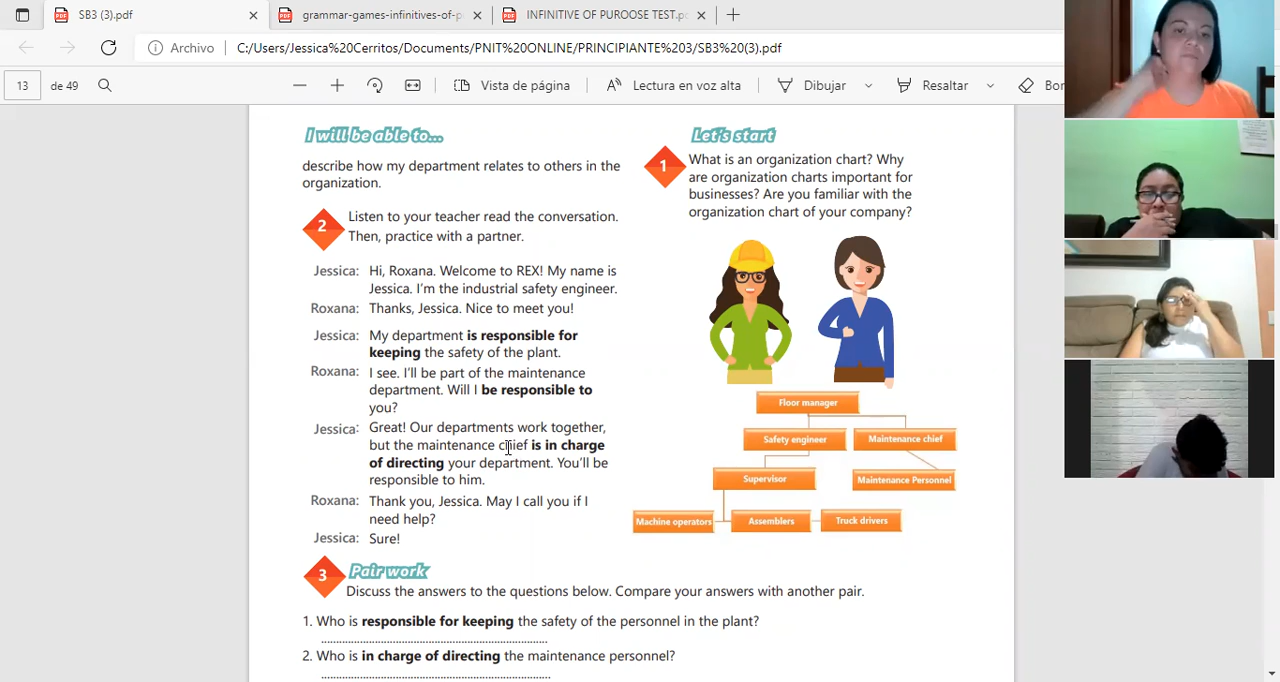 SB3 (3).pdf
grammar-games-infinitives-of-p
INFINITIVE OF PUROOSE TEST.pc
Archivo
C:/Users/Jessica%20Cerritos/Documents/PNIT%20ONLINE/PRINCIPIANTE%203/SB3%20(3).pdf
13
de 49
Vista de página
Lectura en voz alta
Dibujar
Resaltar
Bor
I will be able to...
describe how my department relates to others in the
organization.
Let's start
1
What is an organization chart? Why
are organization charts important for
businesses? Are you familiar with the
organization chart of your company?
2
Listen to your teacher read the conversation.
Then, practice with a partner.
Jessica: Hi, Roxana. Welcome to REX! My name is
Jessica. I'm the industrial safety engineer.
Roxana: Thanks, Jessica. Nice to meet you!
Jessica: My department is responsible for
keeping the safety of the plant.
Roxana: I see. I'll be part of the maintenance
department. Will I be responsible to
you?
Jessica: Great! Our departments work together,
but the maintenance chief is in charge
of directing your department. You'll be
responsible to him.
Roxana: Thank you, Jessica. May I call you if I
need help?
Jessica: Sure!
Floor manager
Safety engineer
Maintenance chief
Supervisor
Maintenance Personnel
Machine operators
Assemblers
Truck drivers
3
Pair work
Discuss the answers to the questions below. Compare your answers with another pair.
1. Who is responsible for keeping the safety of the personnel in the plant?
2. Who is in charge of directing the maintenance personnel?